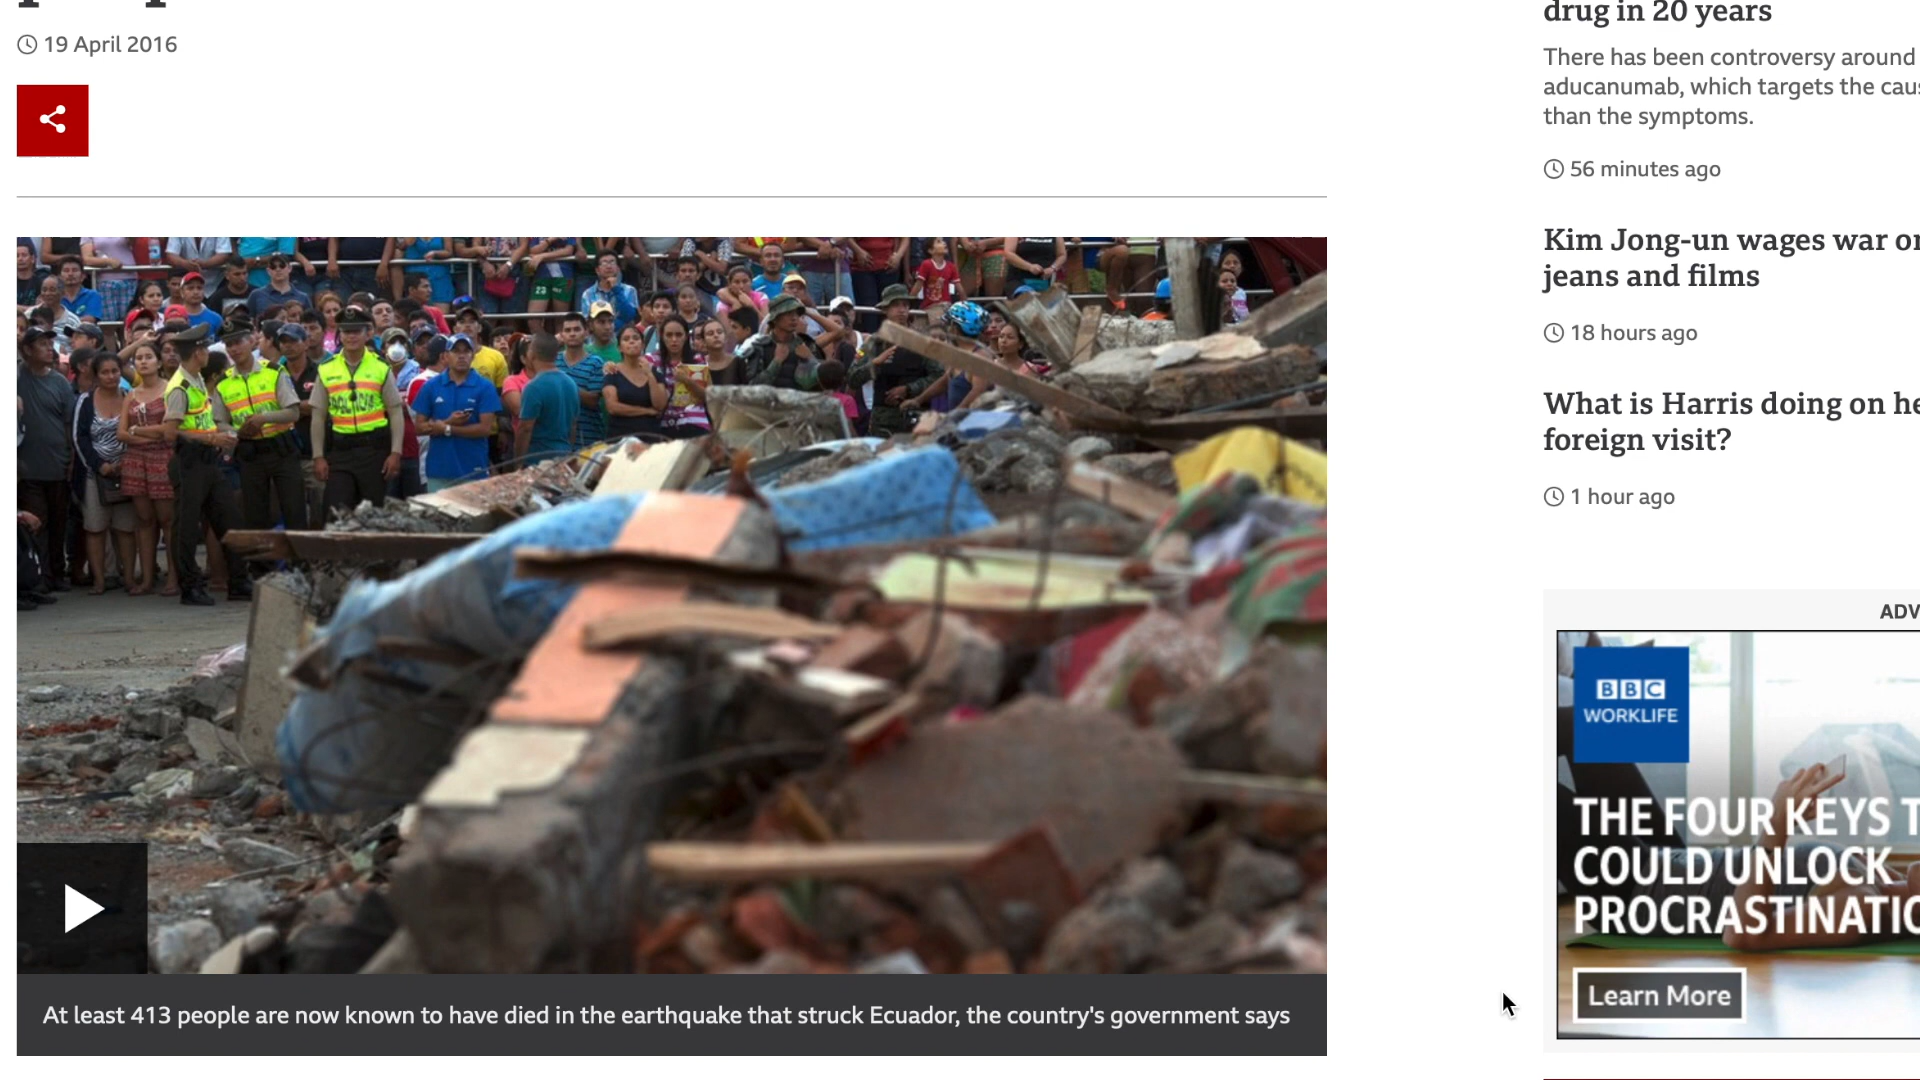 19 April 2016
At least 413 people are now known to have died in the earthquake that struck Ecuador, the country's government says
drug in 20 years
There has been controversy around
aducanumab, which targets the
than the symptoms.
56 minutes ago
Kim Jong-un wages war
jeans and films
18 hours ago
What is Harris doing on
foreign visit?
1 hour ago
BBC
WORKLIFE
THE FOUR KEYS
COULD UNLOCK
Learn More